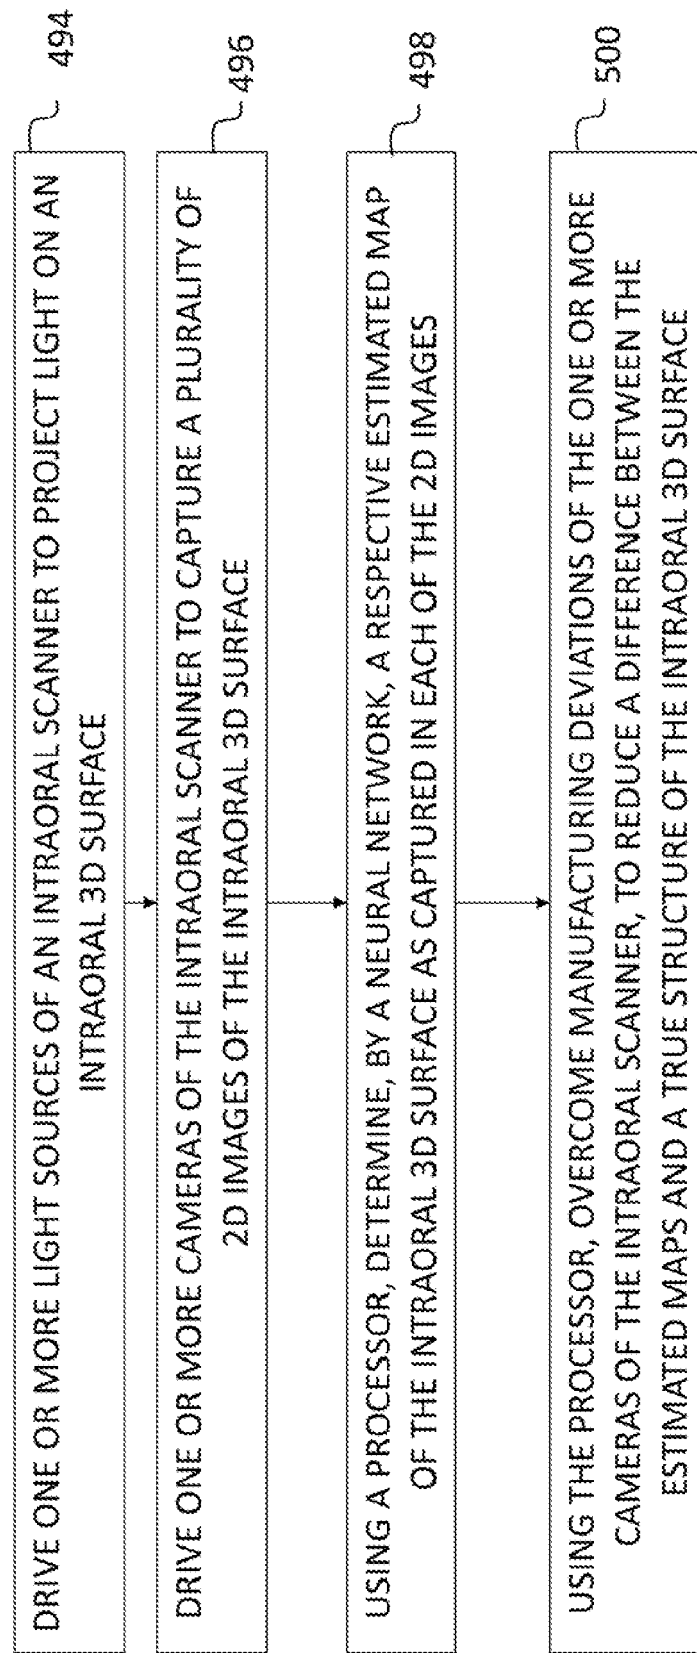 DRIVE ONE OR MORE LIGHT SOURCES OF AN INTRAORAL SCANNER TO PROJECT LIGHT ON AN
INTRAORAL 3D SURFACE
494
DRIVE ONE OR MORE CAMERAS OF THE INTRAORAL SCANNER TO CAPTURE A PLURALITY OF
2D IMAGES OF THE INTRAORAL 3D SURFACE
496
USING A PROCESSOR, DETERMINE, BY A NEURAL NETWORK, A RESPECTIVE ESTIMATED MAP
OF THE INTRAORAL 3D SURFACE AS CAPTURED IN EACH OF THE 2D IMAGES
498
USING THE PROCESSOR, OVERCOME MANUFACTURING DEVIATIONS OF THE ONE OR MORE
CAMERAS OF THE INTRAORAL SCANNER, TO REDUCE A DIFFERENCE BETWEEN THE
ESTIMATED MAPS AND A TRUE STRUCTURE OF THE INTRAORAL 3D SURFACE
500